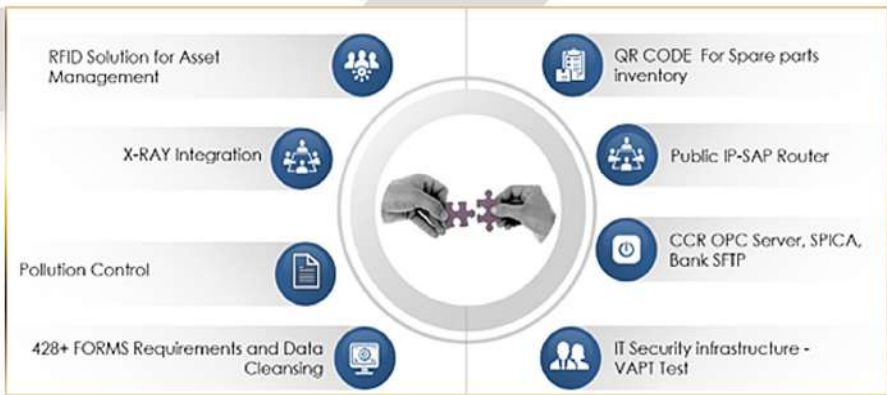 RFID Solution for Asset
Management
X-RAY Integration
Pollution Control
428+ FORMS Requirements and Data
Cleansing
QR CODE For Spare parts
inventory
Public IP-SAP Router
CCR OPC Server, SPICA,
Bank SFTP
IT Security infrastructure -
VAPT Test